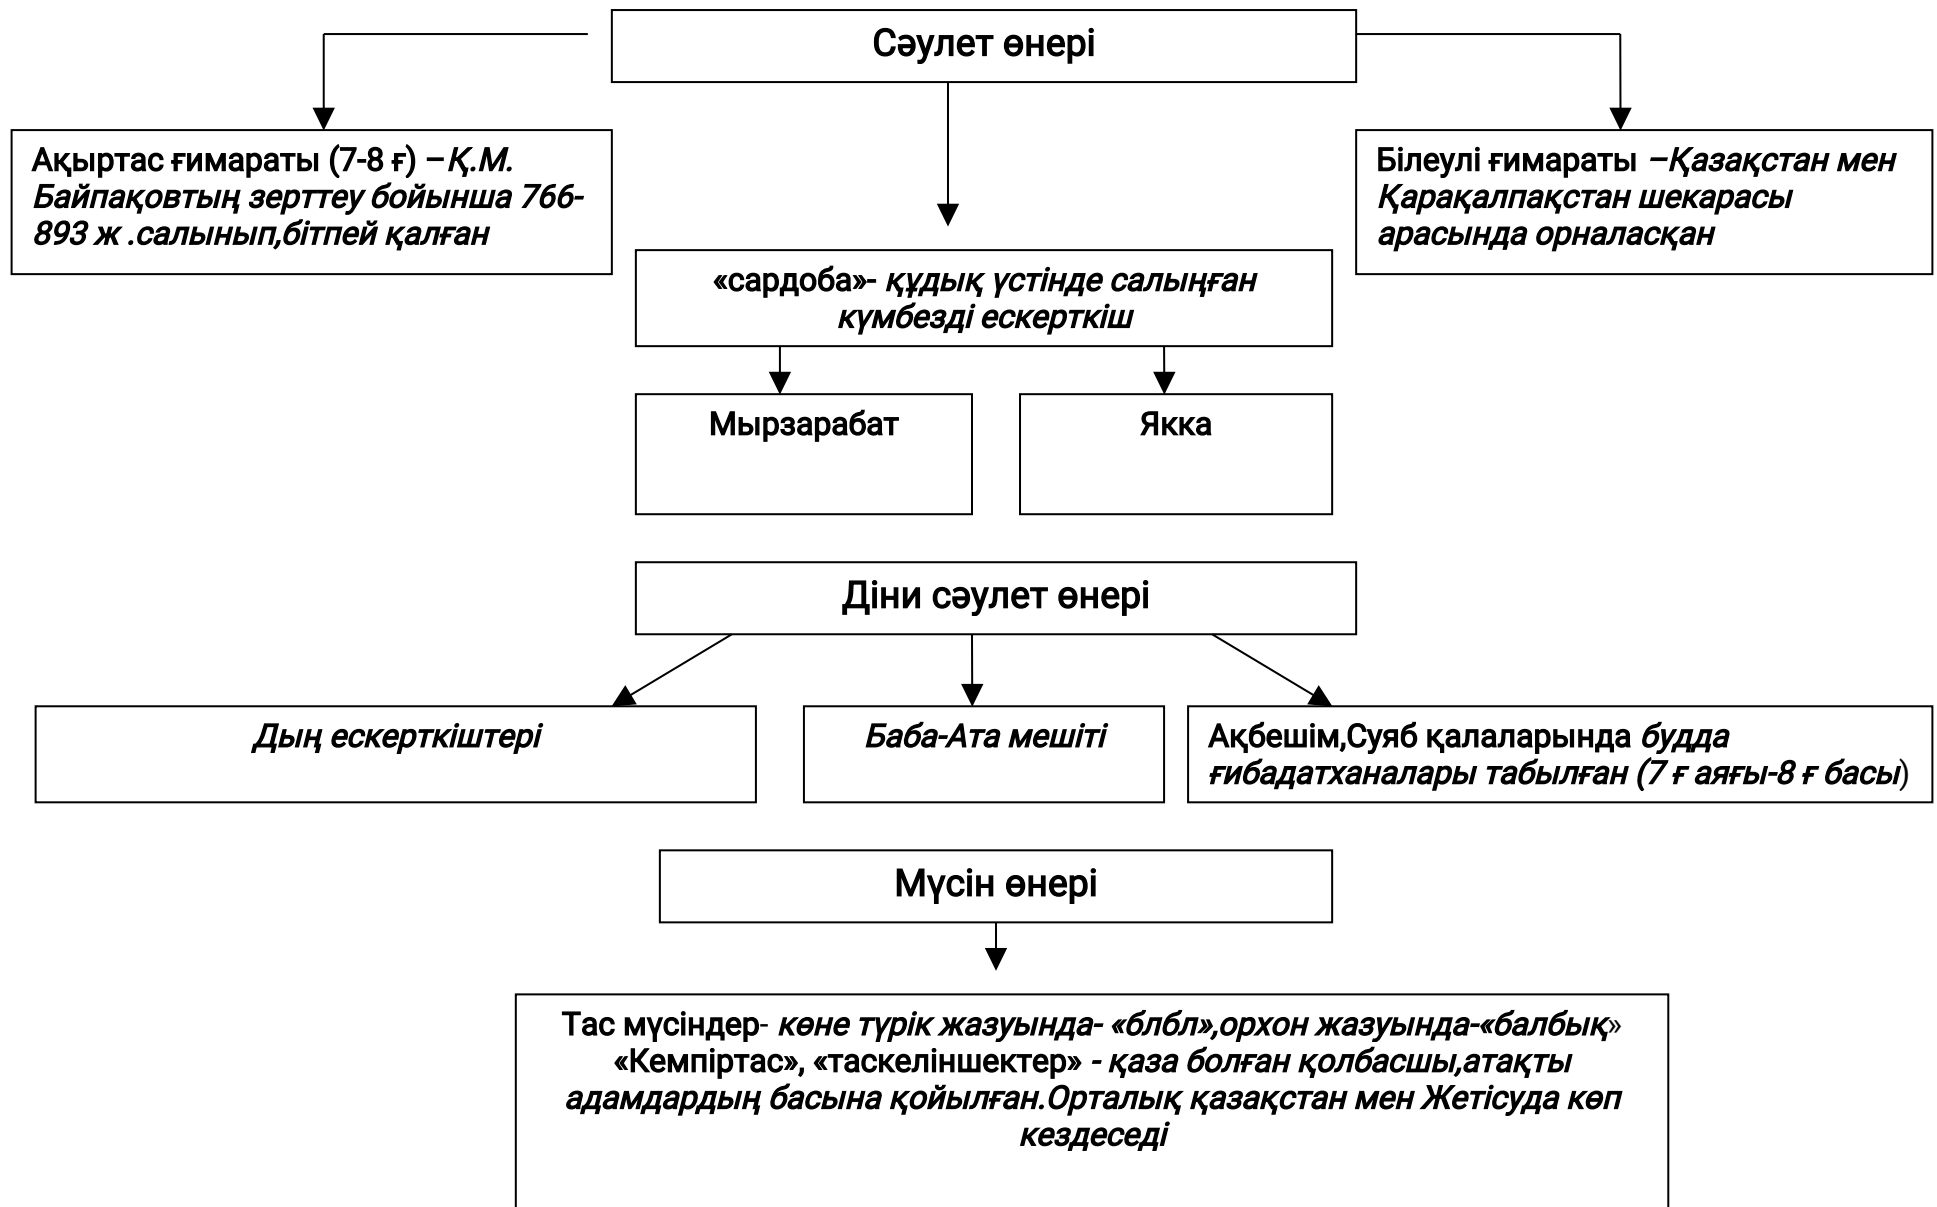 Сәулет өнері
Ақыртас ғимараты (7-8 ғ) –Қ.М.
Байпақовтың зерттеу бойынша 766-
893 ж .салынып,бітпей қалған
Білеулі ғимараты –Қазақстан мен
Қарақалпақстан шекарасы
арасында орналасқан
«сардоба»- құдық үстінде салыңған
күмбезді ескерткіш
Мырзарабат
Якка
Діни сәулет өнері
Дың ескерткіштері
Баба-Ата мешіті
Ақбешім,Суяб қалаларында будда
ғибадатханалары табылған (7 ғ аяғы-8 ғ басы)
Мүсін өнері
Тас мүсіндер- көне түрік жазуында- «блбл»,орхон жазуында-«балбық»
«Кемпіртас», «таскеліншектер» - қаза болған қолбасшы,атақты
адамдардың басына қойылған.Орталық қазақстан мен Жетісуда көп
кездеседі